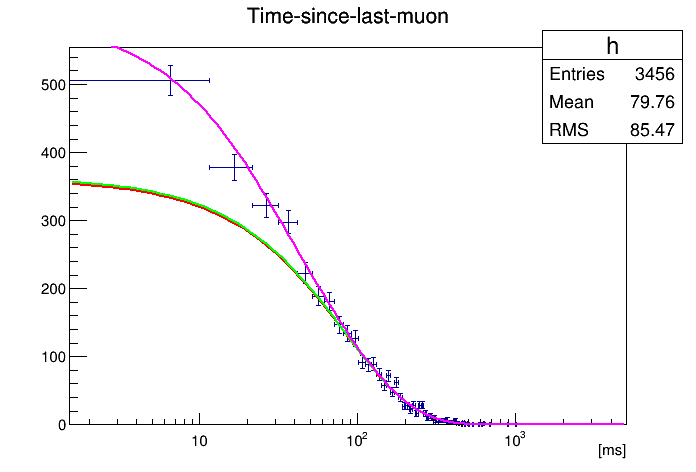 Time-since-last-muon
h
Entries 3456
Mean 79.76
RMS 85.47
500
400
300
200
100
0
10 10² 10³
[ms]